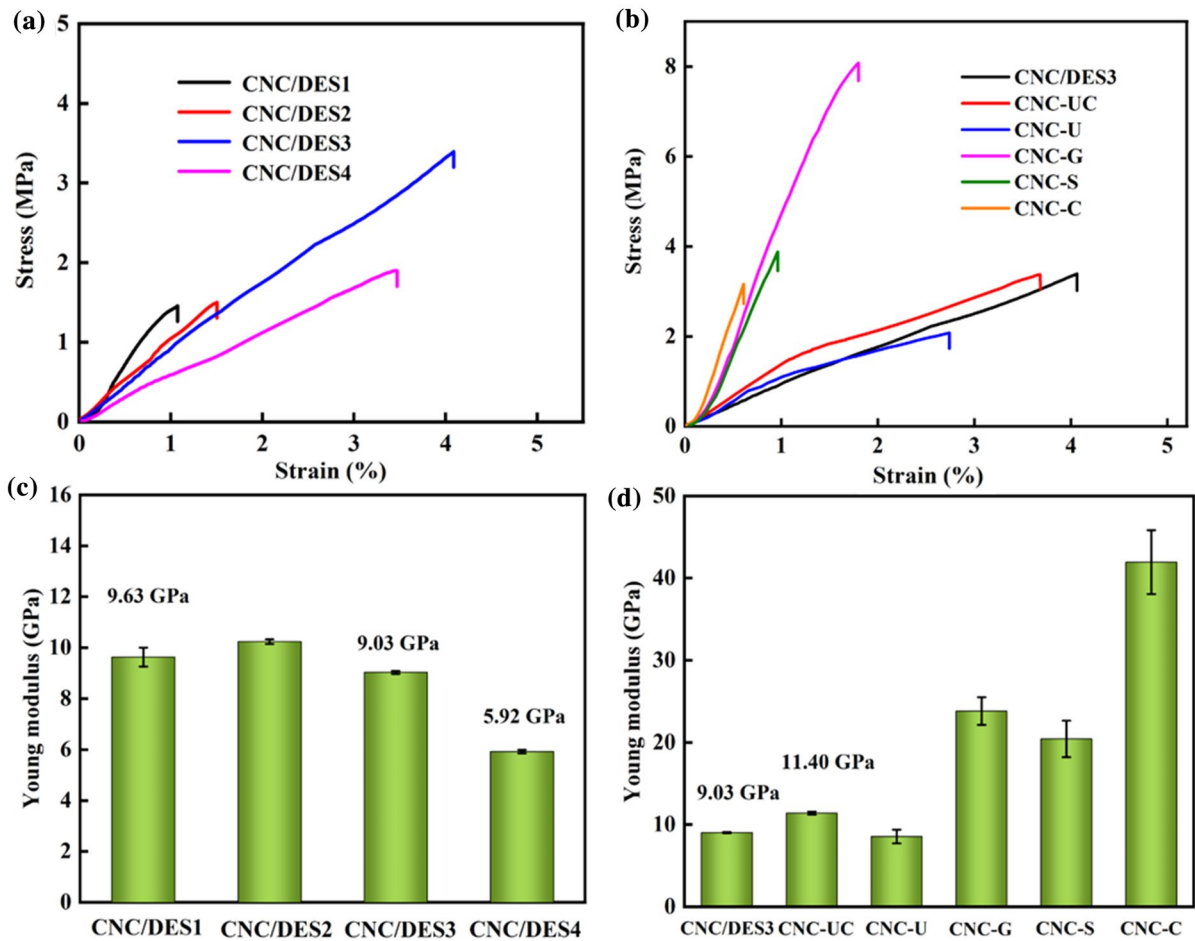 (a)
5
4
3
2
1
0
Stress (MPa)
CNC/DES1
CNC/DES2
CNC/DES3
CNC/DES4
0 1 2 3 4 5
Strain (%)
(b)
8
6
4
2
0
Stress (MPa)
CNC/DES3
CNC-UC
CNC-U
CNC-G
CNC-S
CNC-C
0 1 2 3 4 5
Strain (%)
(c)
16
14
12
10
8
6
4
2
0
Young modulus (GPa)
9.63 GPa
9.03 GPa
5.92 GPa
CNC/DES1 CNC/DES2 CNC/DES3 CNC/DES4
(d)
50
40
30
20
10
0
Young modulus (GPa)
9.03 GPa
11.40 GPa
CNC/DES3 CNC-UC CNC-U CNC-G CNC-S CNC-C